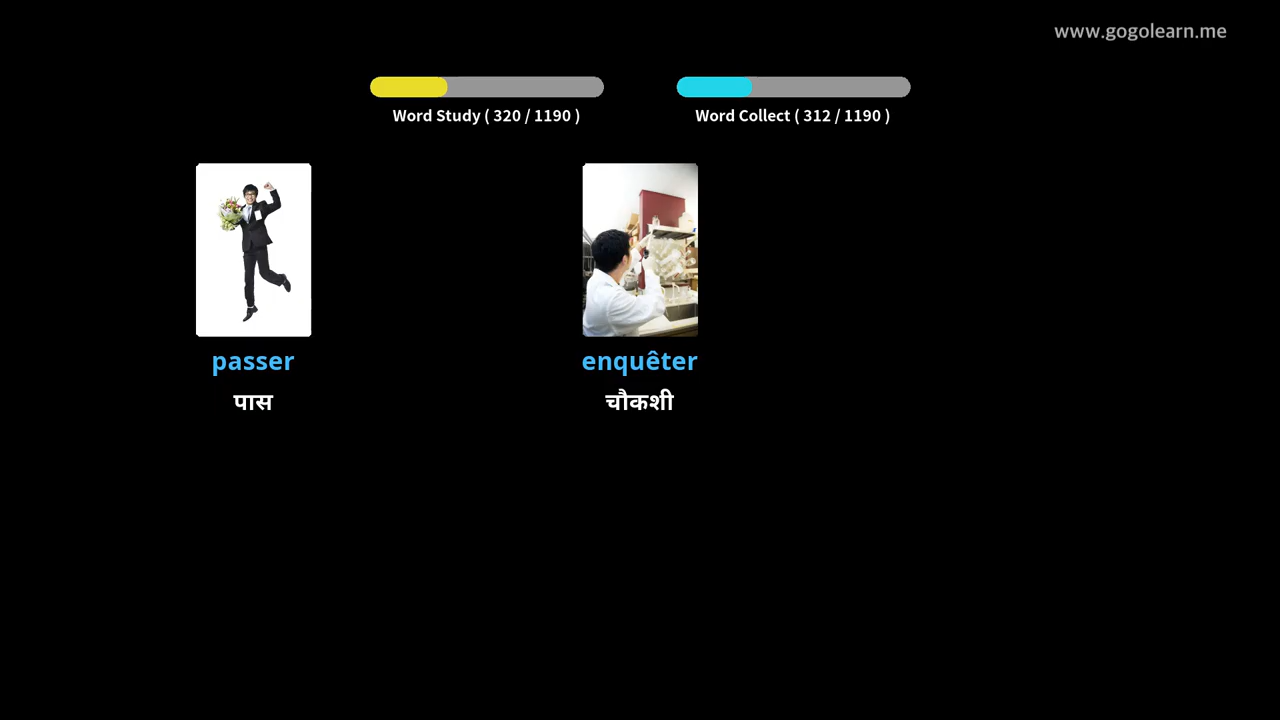 www.gogolearn.me
Word Study ( 320 / 1190 )
Word Collect ( 312 / 1190 )
passer
पास
enquêter
चौकशी